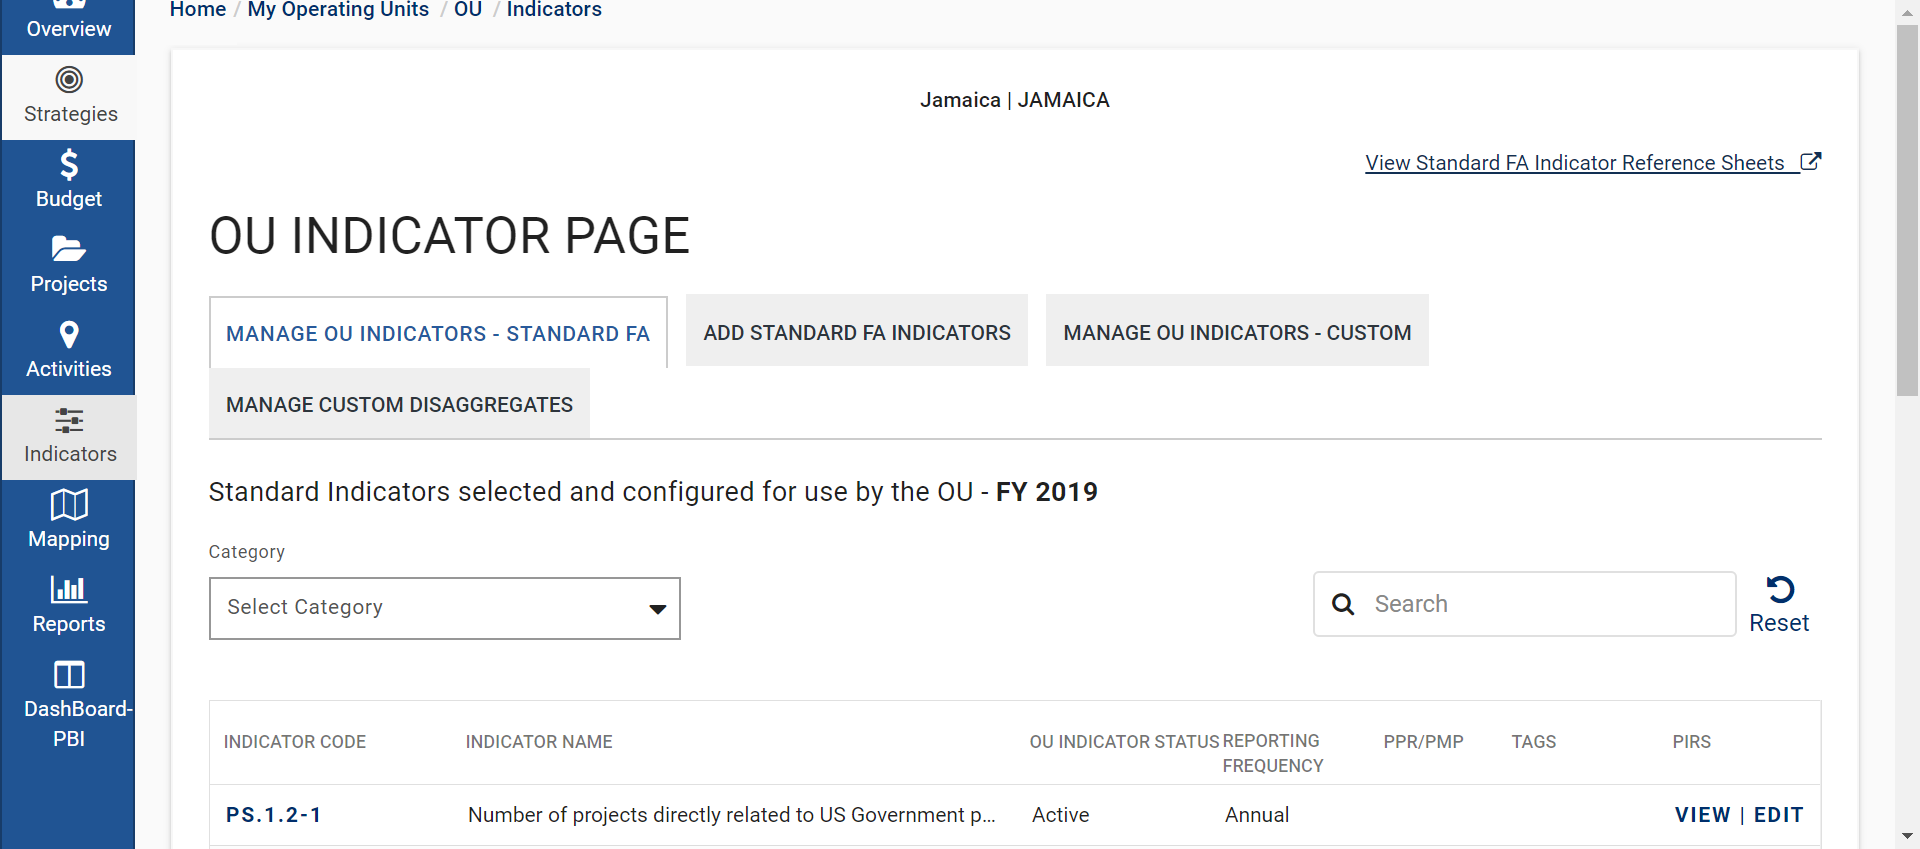 Home / My Operating Units / OU / Indicators
Overview
Strategies
Budget
Projects
Activities
Indicators
Mapping
Reports
DashBoard-
PBI
Jamaica | JAMAICA
View Standard FA Indicator Reference Sheets
OU INDICATOR PAGE
MANAGE OU INDICATORS - STANDARD FA
ADD STANDARD FA INDICATORS
MANAGE OU INDICATORS - CUSTOM
MANAGE CUSTOM DISAGGREGATES
Standard Indicators selected and configured for use by the OU - FY 2019
Category
Select Category
Search
Reset
INDICATOR CODE
INDICATOR NAME
OU INDICATOR STATUS
REPORTING
FREQUENCY
PPR/PMP
TAGS
PIRS
PS.1.2-1
Number of projects directly related to US Government p...
Active
Annual
VIEW | EDIT